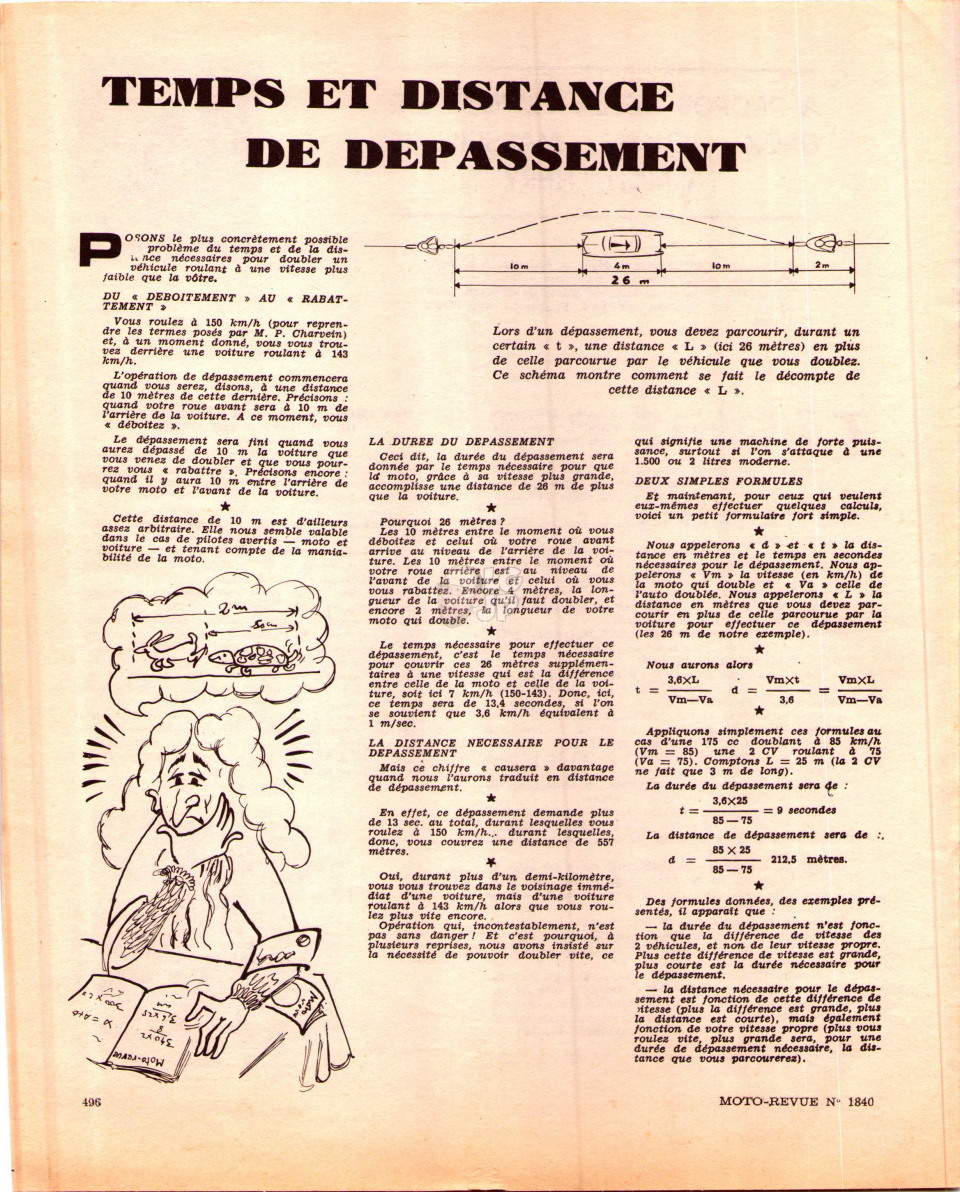 TEMPS ET DISTANCE
DE DEPASSEMENT
10 m
4 m
10 m
2 m
26 m
POSONS le plus concrètement possible
problème du temps et de la dis-
nce nécessaires pour doubler un
véhicule roulant à une vitesse plus
faible que la vôtre.
DU « DEBOITEMENT » AU « RABAT-
TEMENT »
Vous roulez à 150 km/h (pour repren-
dre les termes posés par M. P. Charvein)
et, à un moment donné, vous vous trou-
vez derrière une voiture roulant à 143
km/h.
L'opération de dépassement commencera
quand vous serez, disons, à une distance
de 10 mètres de cette dernière. Précisons :
quand votre roue avant sera à 10 m de
l'arrière de la voiture. A ce moment, vous
« déboitez ».
Le dépassement sera fini quand vous
aurez dépassé de 10 m la voiture que
vous venez de doubler et que vous pour-
rez vous « rabattre ». Précisons encore :
quand il y aura 10 m entre l'arrière de
votre moto et l'avant de la voiture.
★
Cette distance de 10 m est d'ailleurs
assez arbitraire. Elle nous semble valable
dans le cas de pilotes avertis — moto et
voiture — et tenant compte de la mania-
bilité de la moto.
2 m
50 cm
Moto-revue
Moto
Lors d'un dépassement, vous devez parcourir, durant un
certain « t », une distance « L » (ici 26 mètres) en plus
de celle parcourue par le véhicule que vous doublez.
Ce schéma montre comment se fait le décompte de
cette distance « L ».
LA DUREE DU DEPASSEMENT
Ceci dit, la durée du dépassement sera
donnée par le temps nécessaire pour que
la moto, grâce à sa vitesse plus grande,
accomplisse une distance de 26 m de plus
que la voiture.
★
Pourquoi 26 mètres ?
Les 10 mètres entre le moment où vous
déboitez et celui où votre roue avant
arrive au niveau de l'arrière de la voi-
ture. Les 10 mètres entre le moment où
votre roue arrière est au niveau de
l'avant de la voiture et celui où vous
vous rabattez. Encore 4 mètres, la lon-
gueur de la voiture qu'il faut doubler, et
encore 2 mètres, la longueur de votre
moto qui double.
★
Le temps nécessaire pour effectuer ce
dépassement, c'est le temps nécessaire
pour couvrir ces 26 mètres supplémen-
taires à une vitesse qui est la différence
entre celle de la moto et celle de la voi-
ture, soit ici 7 km/h (150-143). Donc, ici,
ce temps sera de 13,4 secondes, si l'on
se souvient que 3,6 km/h équivalent à
1 m/sec.
LA DISTANCE NECESSAIRE POUR LE
DEPASSEMENT
Mais ce chiffre « causera » davantage
quand nous l'aurons traduit en distance
de dépassement.
★
En effet, ce dépassement demande plus
de 13 sec. au total, durant lesquelles vous
roulez à 150 km/h... durant lesquelles,
donc, vous couvrez une distance de 557
mètres.
★
Oui, durant plus d'un demi-kilomètre,
vous vous trouvez dans le voisinage immé-
diat d'une voiture, mais d'une voiture
roulant à 143 km/h alors que vous rou-
lez plus vite encore.
Opération qui, incontestablement, n'est
pas sans danger ! Et c'est pourquoi, à
plusieurs reprises, nous avons insisté sur
la nécessité de pouvoir doubler vite, ce
qui signifie une machine de forte puis-
sance, surtout si l'on s'attaque à une
1.500 ou 2 litres moderne.
DEUX SIMPLES FORMULES
Et maintenant, pour ceux qui veulent
eux-mêmes effectuer quelques calculs,
voici un petit formulaire fort simple.
★
Nous appelerons « d » et « t » la dis-
tance en mètres et le temps en secondes
nécessaires pour le dépassement. Nous ap-
pelerons « Vm » la vitesse (en km/h) de
la moto qui double et « Va » celle de
l'auto doublée. Nous appelerons « L » la
distance en mètres que vous devez par-
courir en plus de celle parcourue par la
voiture pour effectuer ce dépassement
(les 26 m de notre exemple).
★
Nous aurons alors
3,6×L Vm×t Vm×L
t = d = =
Vm—Va 3,6 Vm—Va
★
Appliquons simplement ces formules au
cas d'une 175 cc doublant à 85 km/h
(Vm = 85) une 2 CV roulant à 75
(Va = 75). Comptons L = 25 m (la 2 CV
ne fait que 3 m de long).
La durée du dépassement sera de :
3,6×25
t = = 9 secondes
85 — 75
La distance de dépassement sera de :
85 × 25
d = 212,5 mètres.
85 — 75
★
Des formules données, des exemples pré-
sentés, il apparaît que :
— la durée du dépassement n'est fonc-
tion que la différence de vitesse des
2 véhicules, et non de leur vitesse propre.
Plus cette différence de vitesse est grande,
plus courte est la durée nécessaire pour
le dépassement.
— la distance nécessaire pour le dépas-
sement est fonction de cette différence de
vitesse (plus la différence est grande, plus
la distance est courte), mais également
fonction de votre vitesse propre (plus vous
roulez vite, plus grande sera, pour une
durée de dépassement nécessaire, la dis-
tance que vous parcourerez).
496
MOTO-REVUE N° 1840